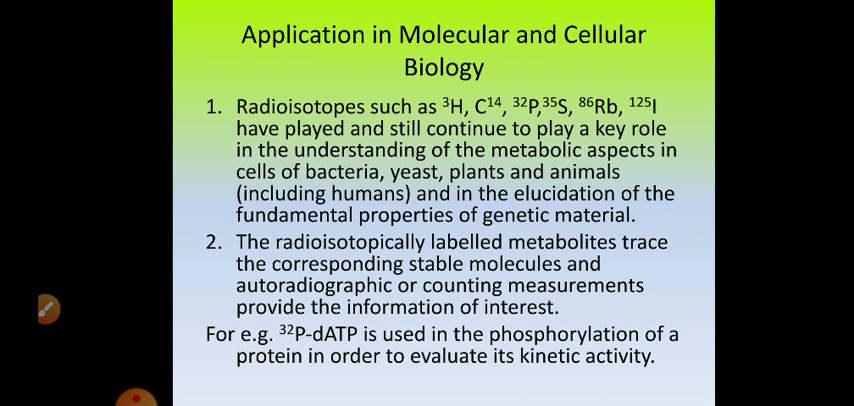 Application in Molecular and Cellular
Biology
1. Radioisotopes such as ³H, C¹⁴, ³²P,³⁵S, ⁸⁶Rb, ¹²⁵I
have played and still continue to play a key role
in the understanding of the metabolic aspects in
cells of bacteria, yeast, plants and animals
(including humans) and in the elucidation of the
fundamental properties of genetic material.
2. The radioisotopically labelled metabolites trace
the corresponding stable molecules and
autoradiographic or counting measurements
provide the information of interest.
For e.g. ³²P-dATP is used in the phosphorylation of a
protein in order to evaluate its kinetic activity.